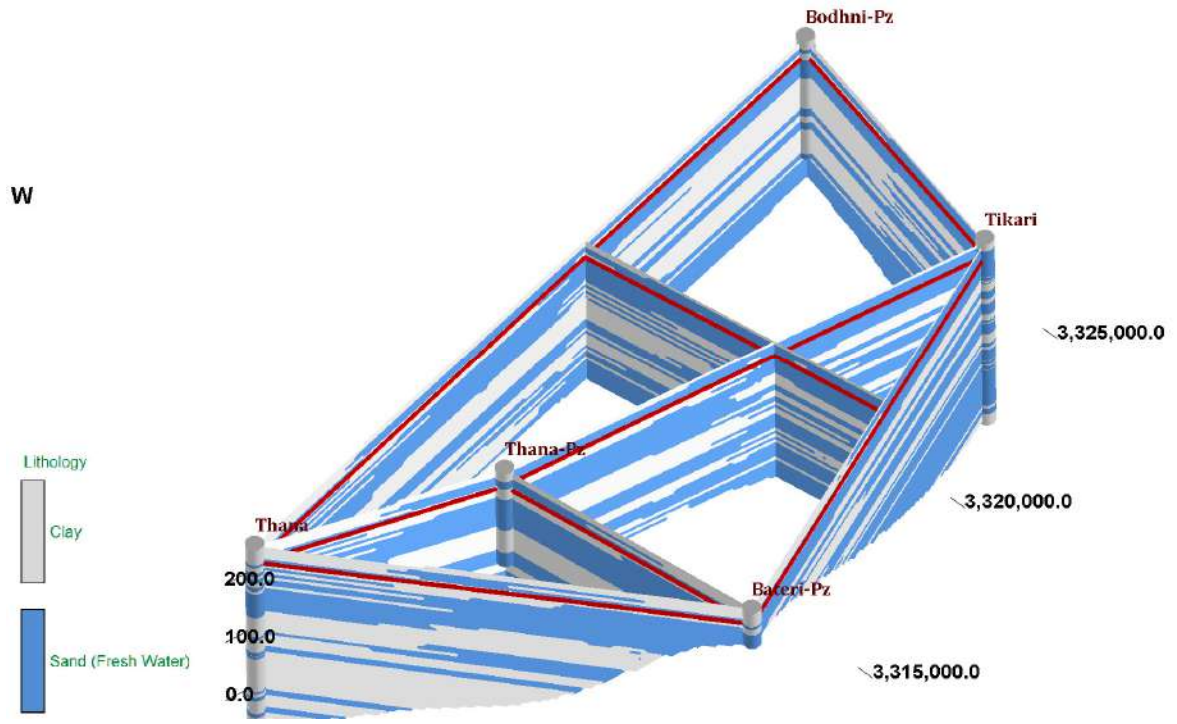 Bodhni-Pz
W
Tikari
3,325,000.0
Thana-Pz
Lithology
3,320,000.0
Clay
Thana
200.0
Bateri-Pz
100.0
Sand (Fresh Water)
3,315,000.0
0.0